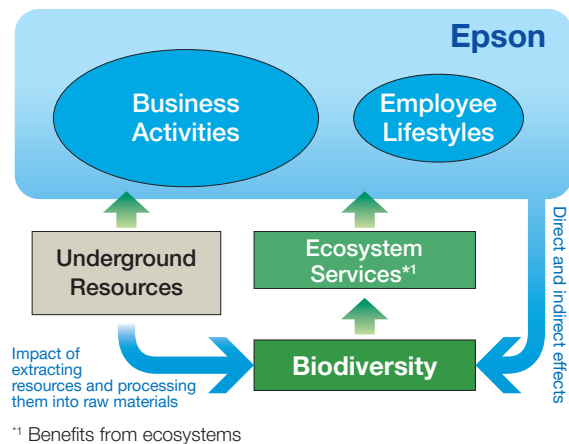 Epson
Business
Activities
Employee
Lifestyles
Underground
Resources
Ecosystem
Services*1
Direct and indirect effects
Impact of
extracting
resources and processing
them into raw materials
Biodiversity
*1 Benefits from ecosystems